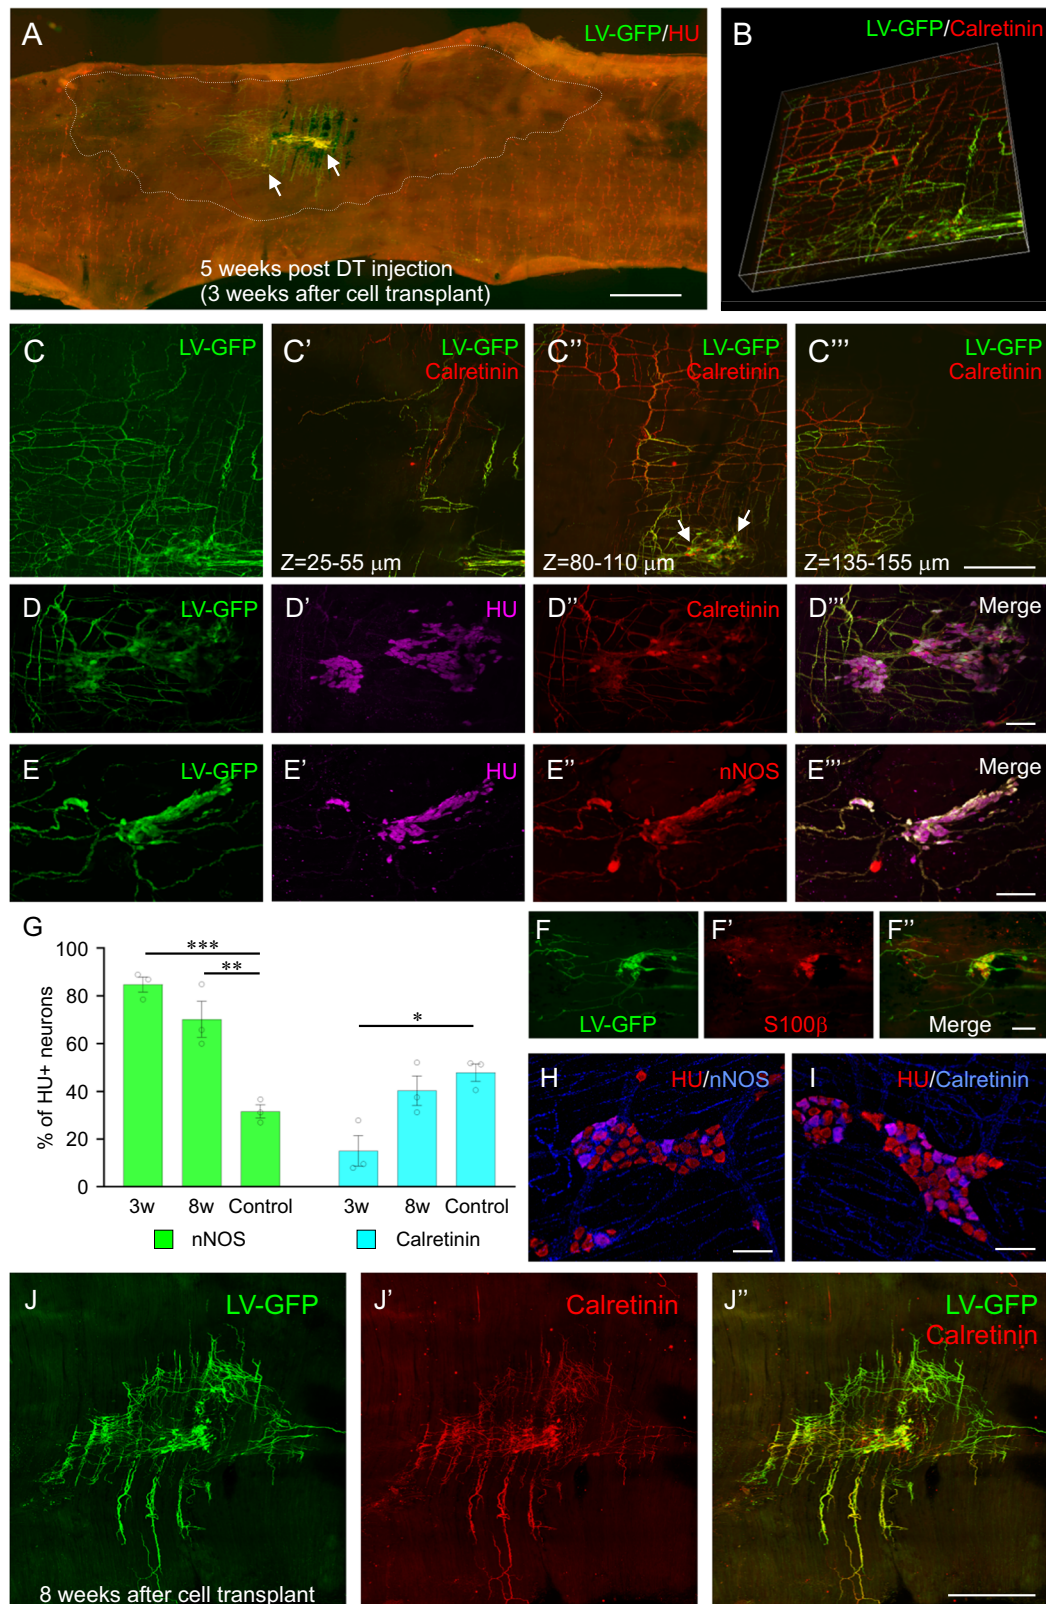 A
LV-GFP/HU
5 weeks post DT injection
(3 weeks after cell transplant)
B
LV-GFP/Calretinin
C
LV-GFP
C'
LV-GFP
Calretinin
Z=25-55 μm
C''
LV-GFP
Calretinin
Z=80-110 μm
C'''
LV-GFP
Calretinin
Z=135-155 μm
D
LV-GFP
D'
HU
D''
Calretinin
D'''
Merge
E
LV-GFP
E'
HU
E''
nNOS
E'''
Merge
G
% of HU+ neurons
100
80
60
40
20
0
***
**
*
3w
8w
Control
3w
8w
Control
nNOS
Calretinin
F
LV-GFP
F'
S100β
F''
Merge
H
HU/nNOS
I
HU/Calretinin
J
LV-GFP
8 weeks after cell transplant
J'
Calretinin
J''
LV-GFP
Calretinin